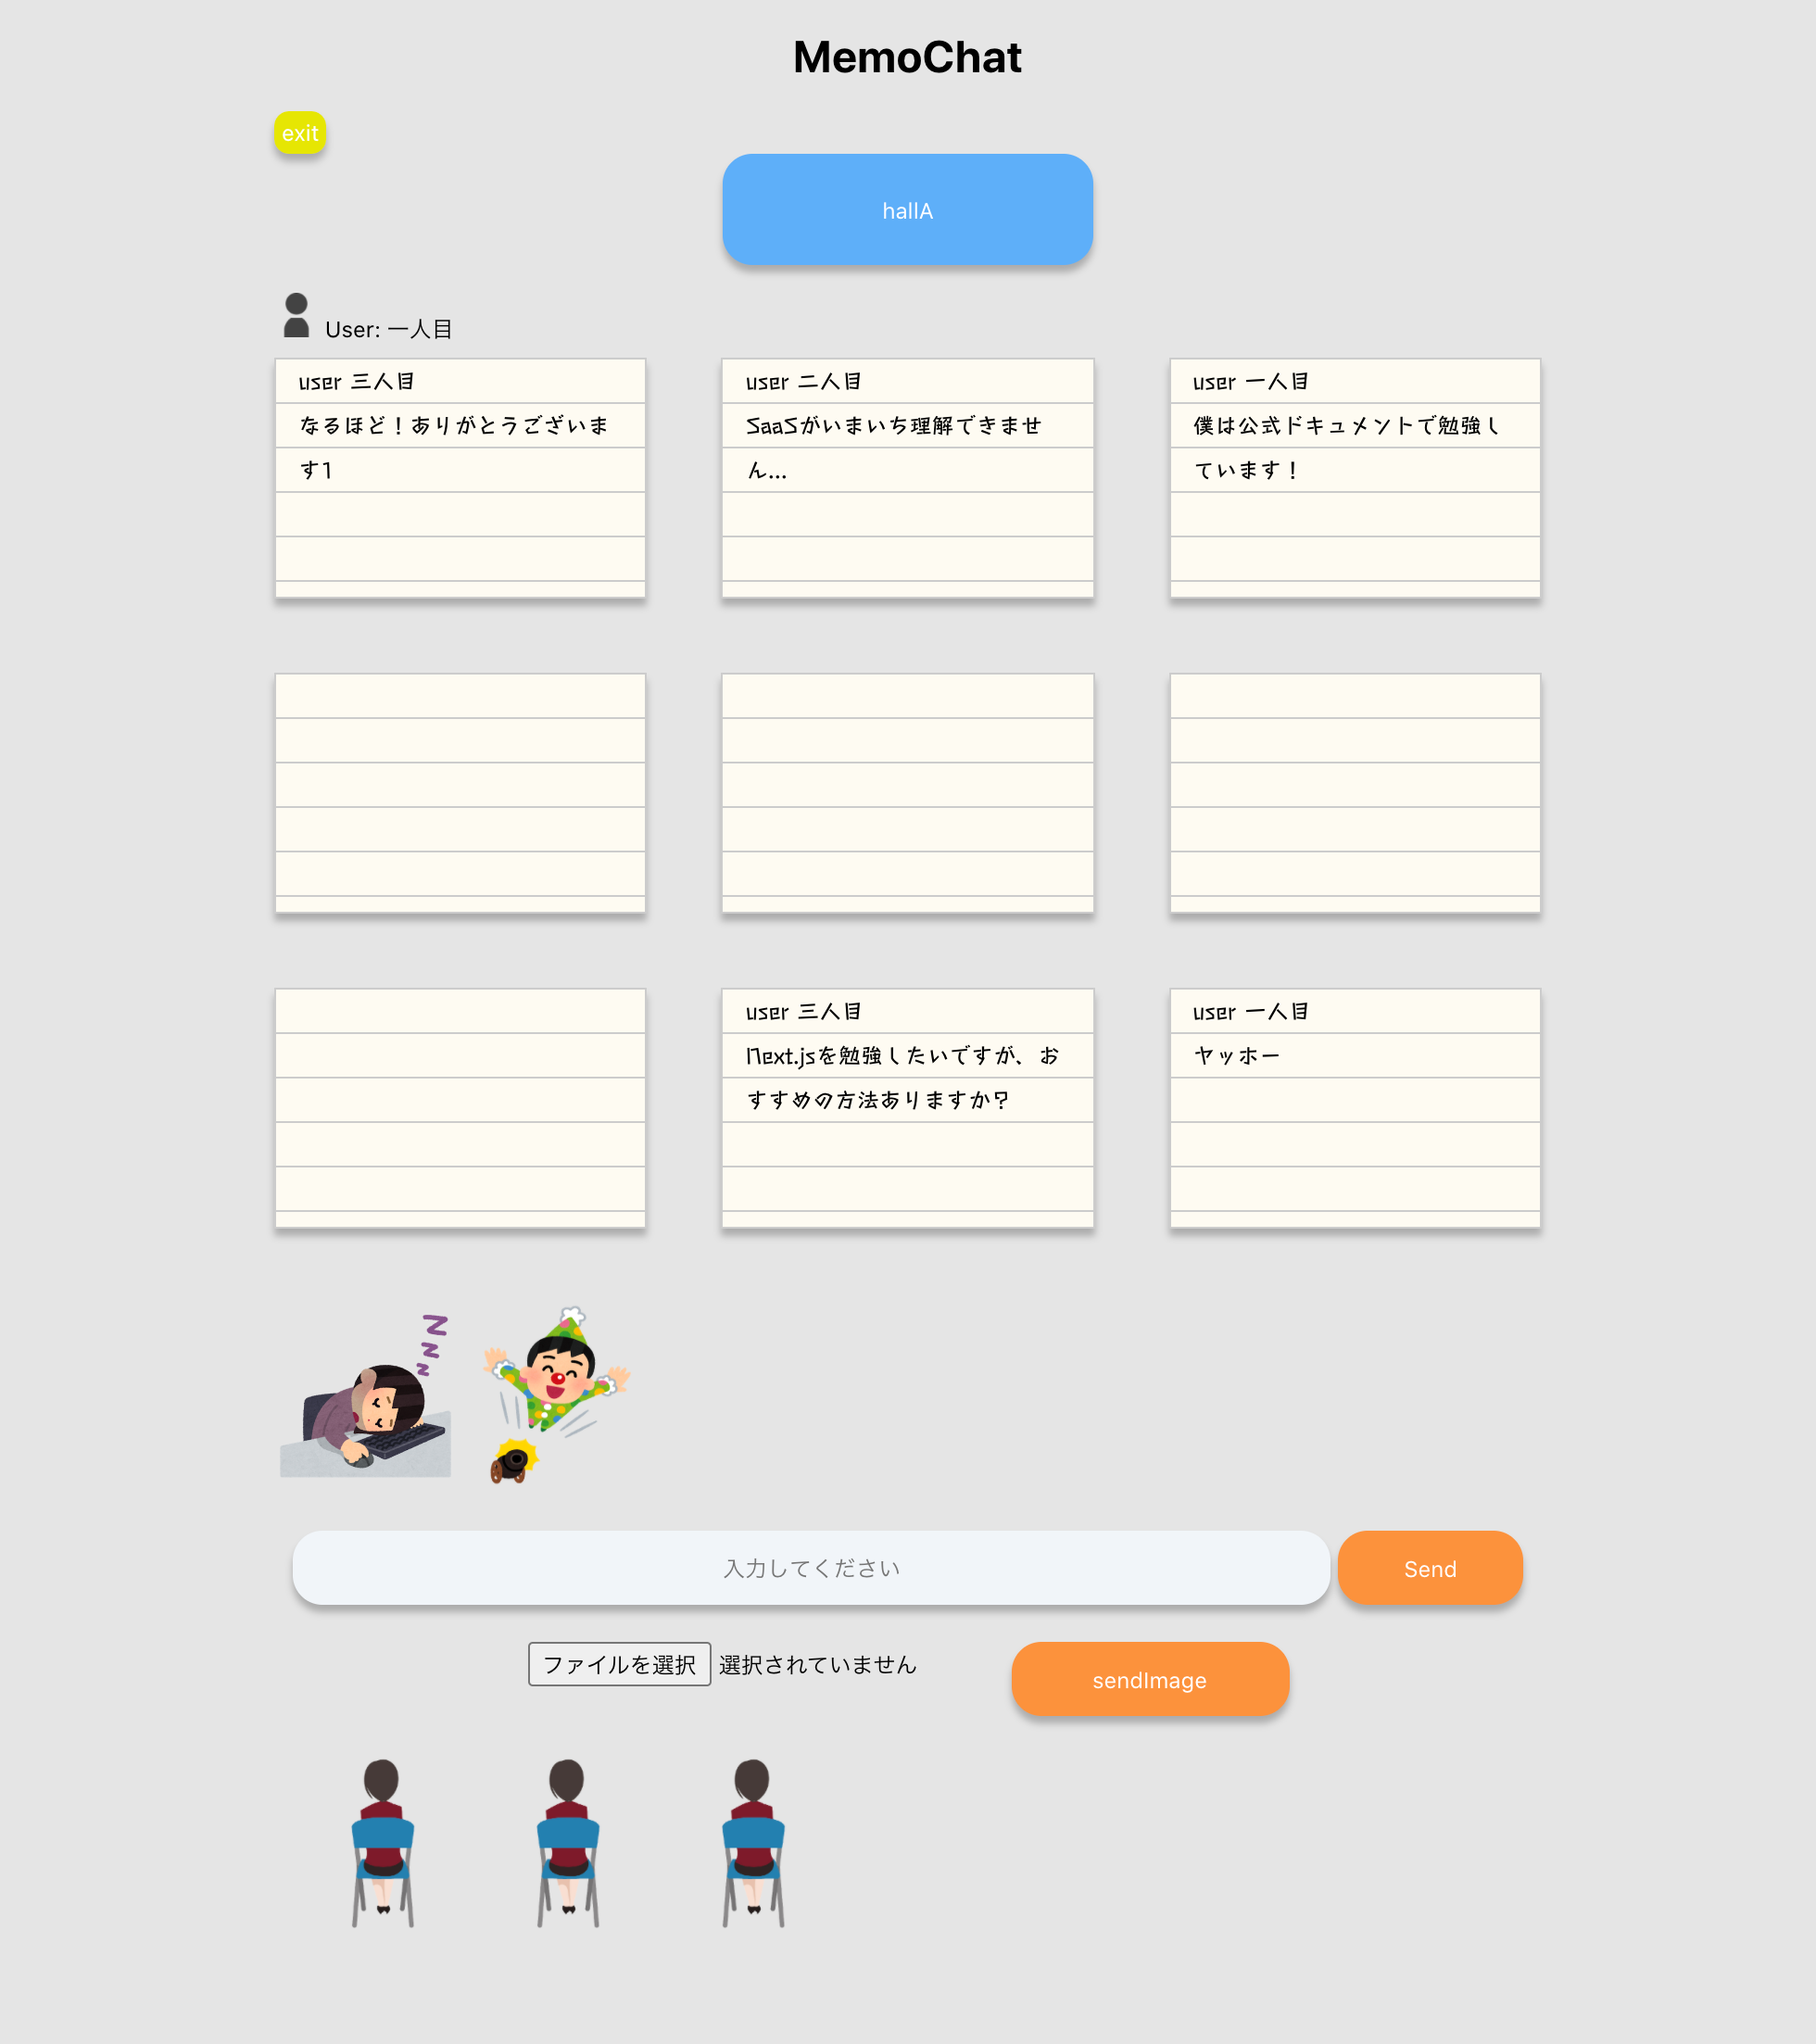 MemoChat
exit
hallA
User: 一人目
user 三人目
なるほど！ありがとうございま
す1
user 二人目
SaaSがいまいち理解できませ
ん...
user 一人目
僕は公式ドキュメントで勉強し
ています！
user 三人目
Next.jsを勉強したいですが、お
すすめの方法ありますか？
user 一人目
ヤッホー
Z
Z
Z
入力してください
Send
ファイルを選択 選択されていません
sendImage